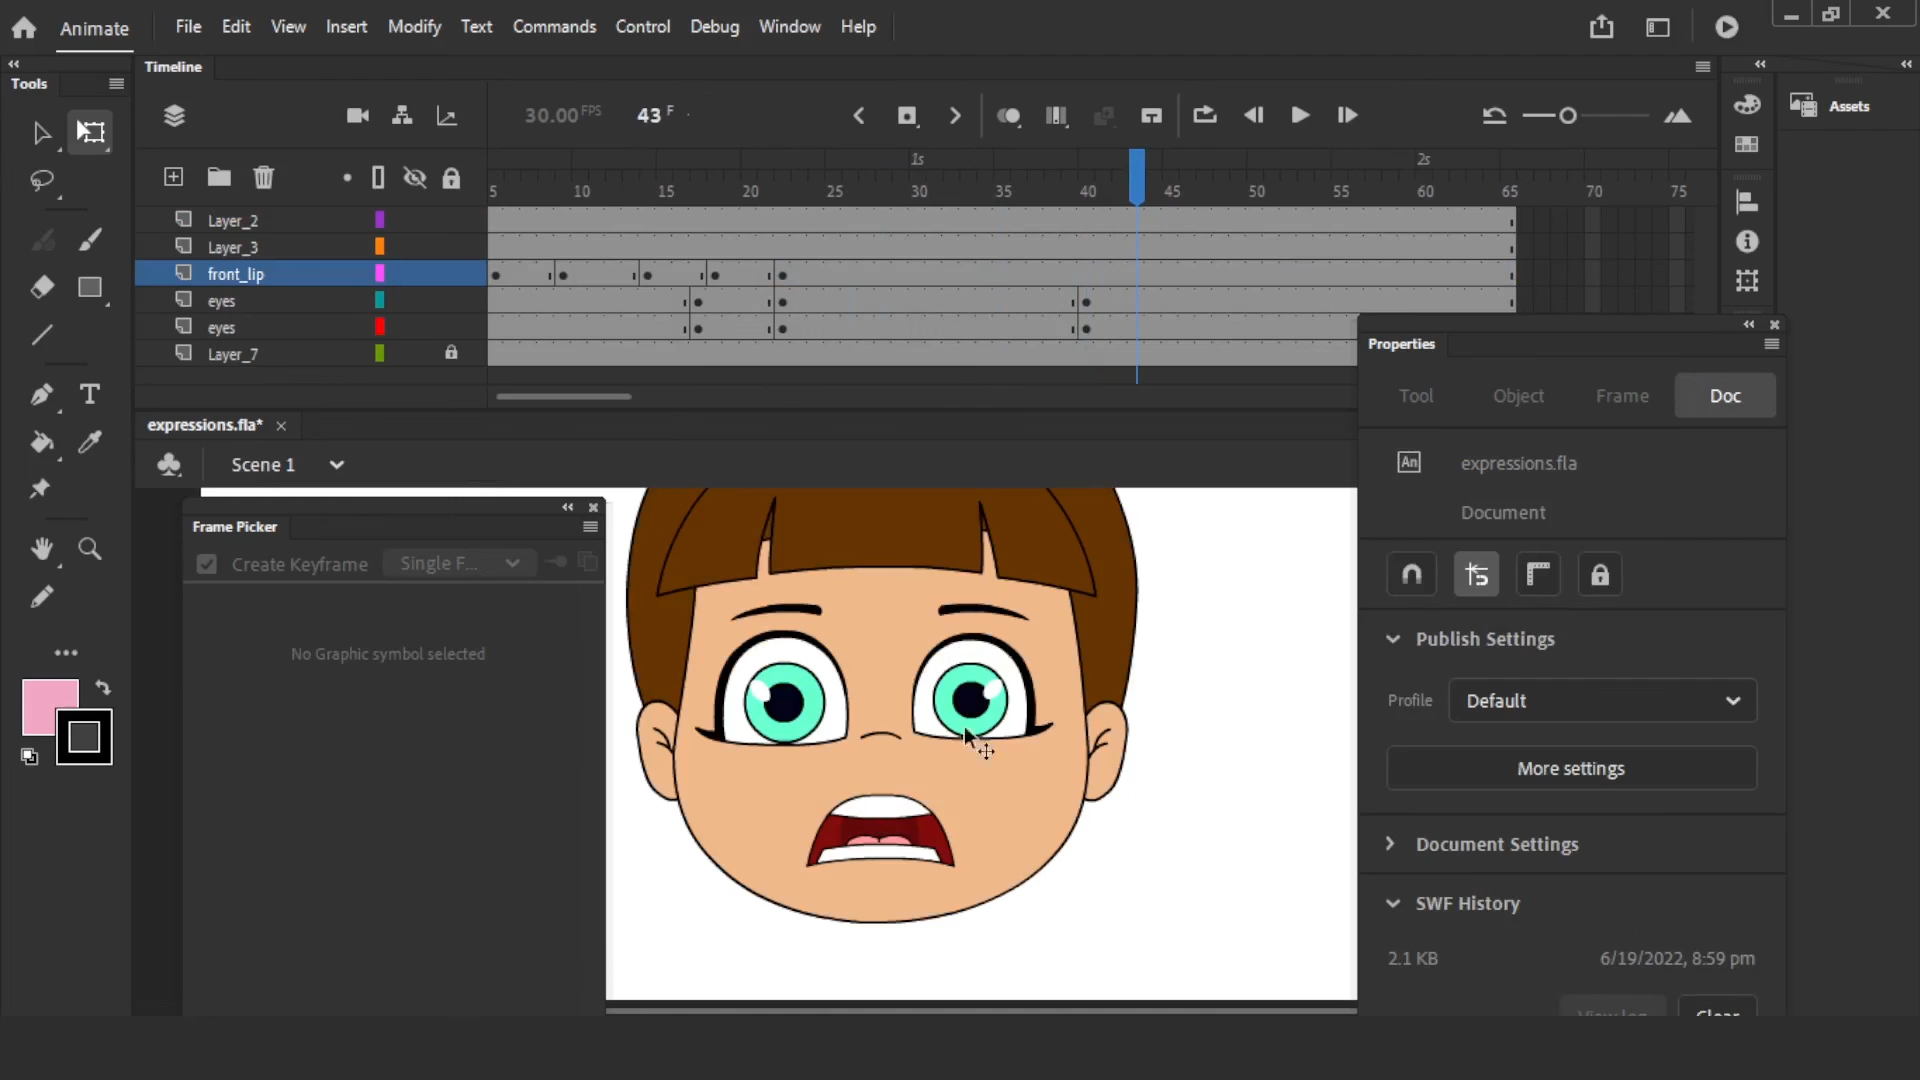 Animate File Edit View Insert Modify Text Commands Control Debug Window Help
Tools
Timeline
30.00 FPS 43 F
Assets
1s 2s
5 10 15 20 25 30 35 40 45 50 55 60 65 70 75
Layer_2
Layer_3
front_lip
eyes
eyes
Layer_7
expressions.fla*
Scene 1
Frame Picker
Create Keyframe Single F...
No Graphic symbol selected
Properties
Tool Object Frame Doc
An expressions.fla
Document
Publish Settings
Profile Default
More settings
Document Settings
SWF History
2.1 KB 6/19/2022, 8:59 pm
View log Clear